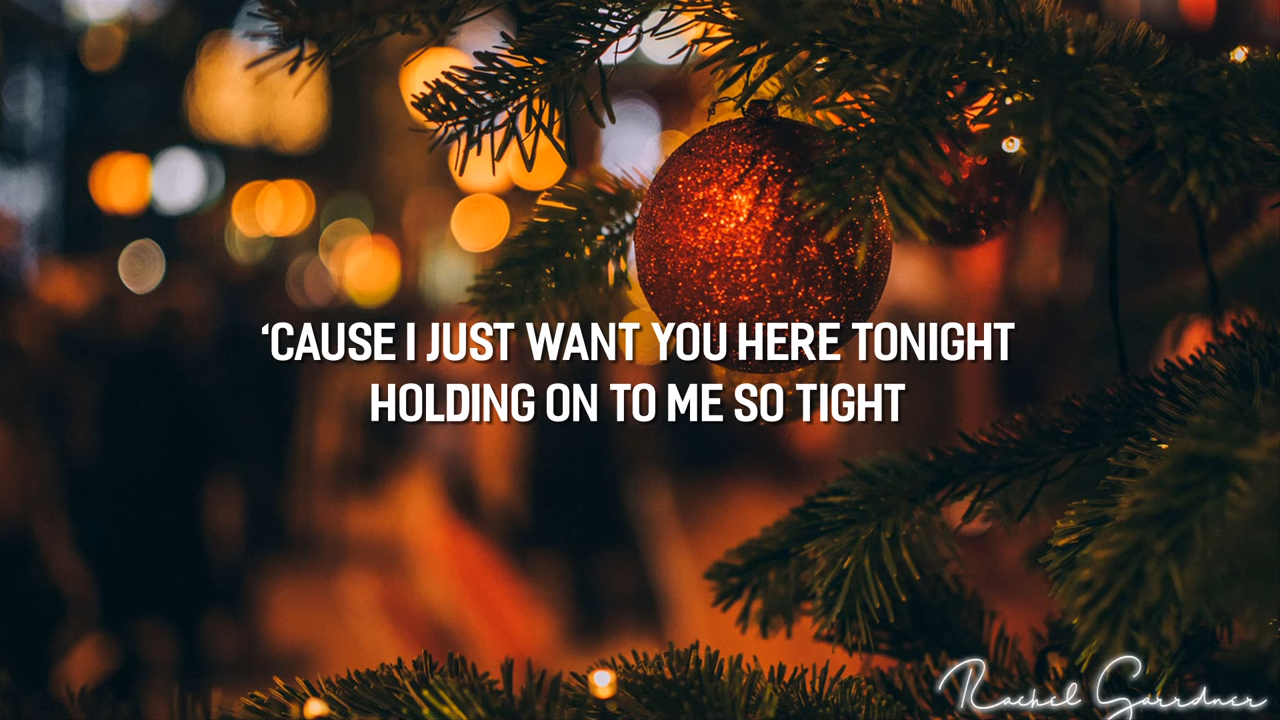 ‘CAUSE I JUST WANT YOU HERE TONIGHT
HOLDING ON TO ME SO TIGHT
Rachel Garrdner